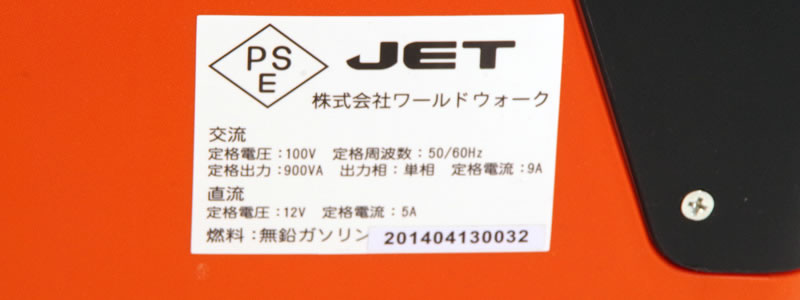 PS
E
JET
株式会社ワールドウォーク
交流
定格電圧:100V 定格周波数:50/60Hz
定格出力:900VA 出力相:単相 定格電流:9A
直流
定格電圧:12V 定格電流:5A
燃料:無鉛ガソリン 201404130032